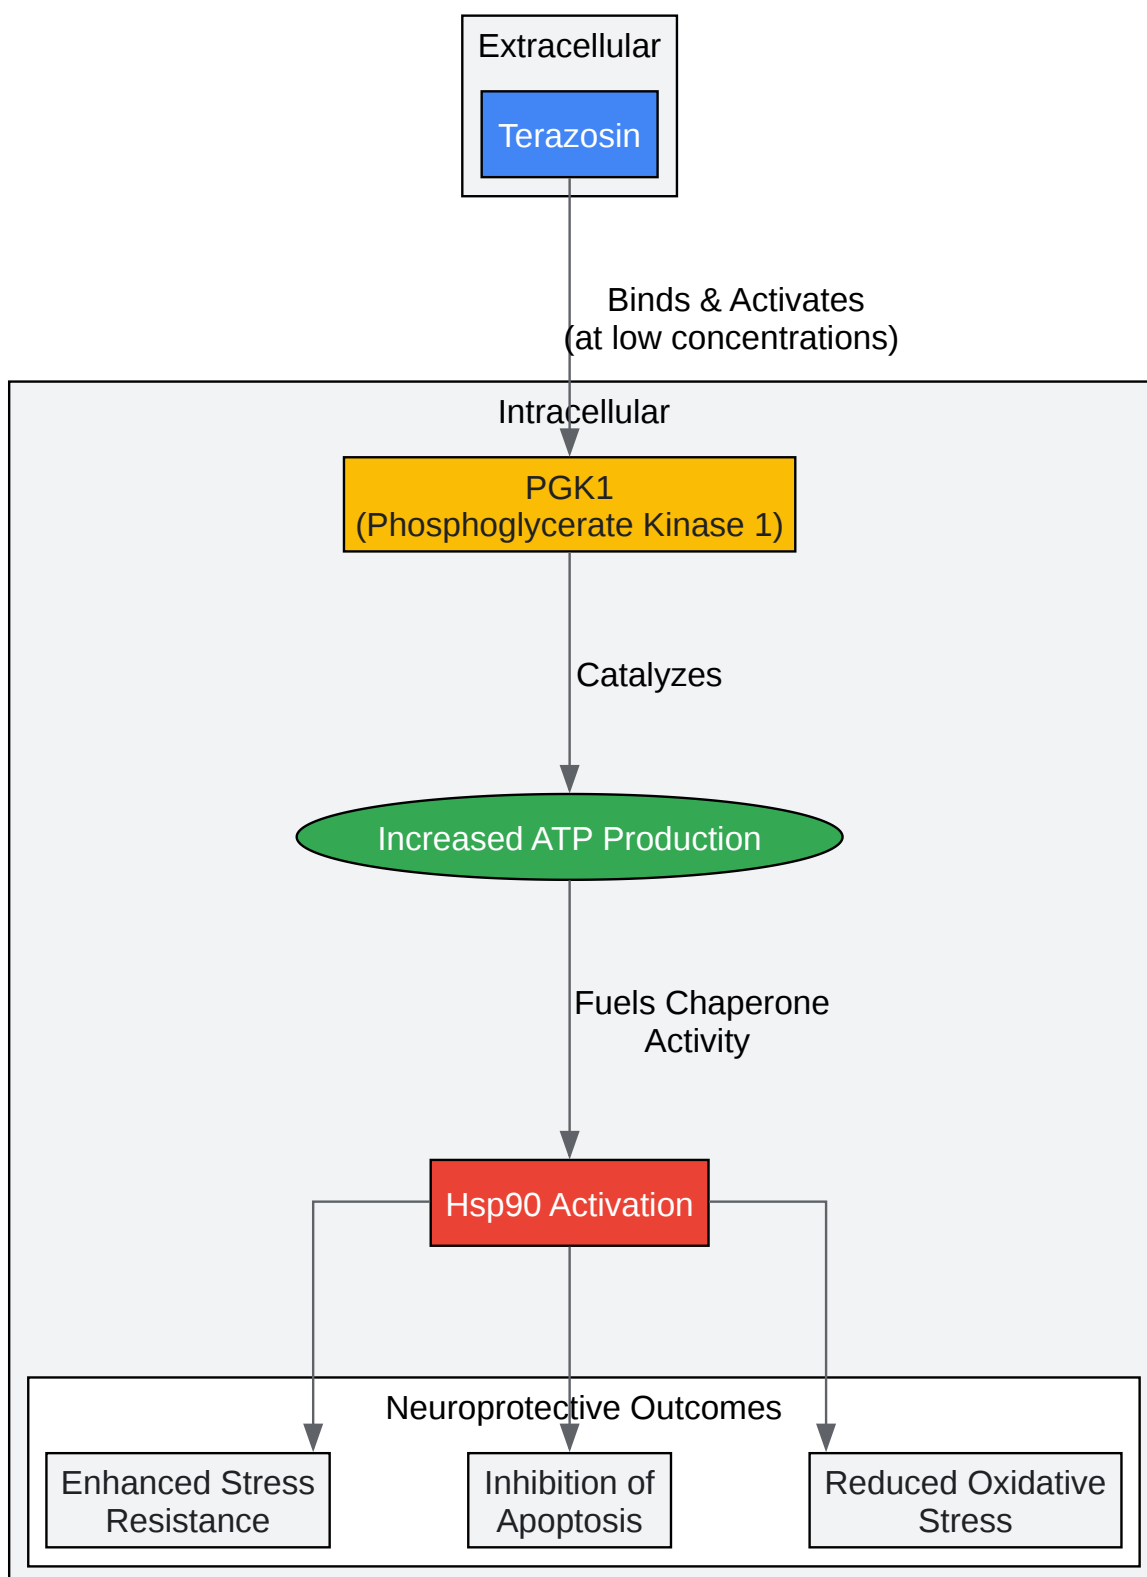 Extracellular
Terazosin
Binds & Activates
(at low concentrations)
Intracellular
PGK1
(Phosphoglycerate Kinase 1)
Catalyzes
Increased ATP Production
Fuels Chaperone
Activity
Hsp90 Activation
Neuroprotective Outcomes
Enhanced Stress
Resistance
Inhibition of
Apoptosis
Reduced Oxidative
Stress